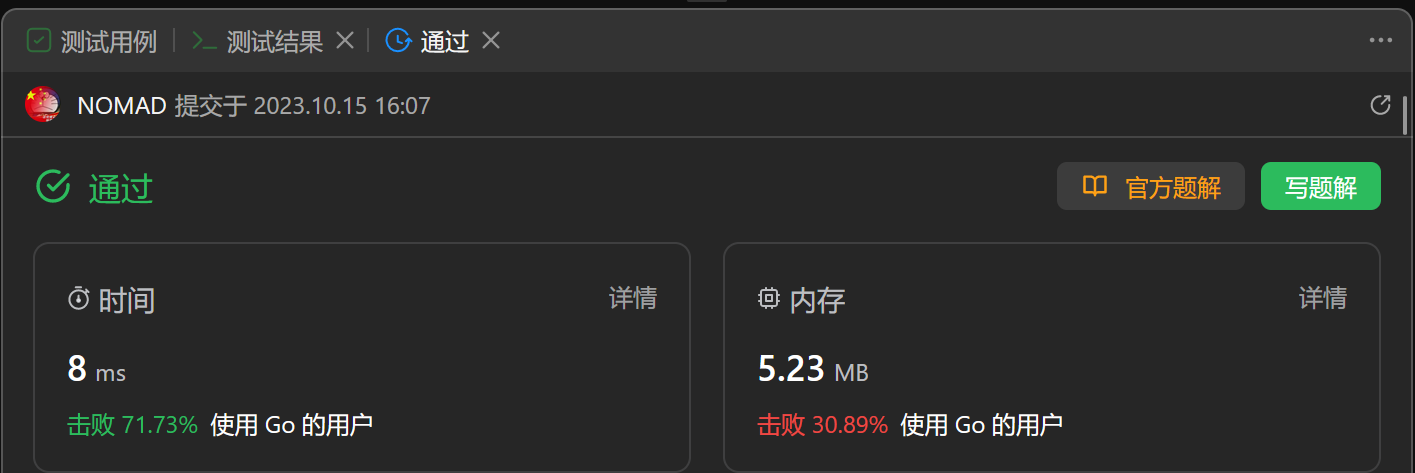 测试用例 测试结果 通过
NOMAD 提交于 2023.10.15 16:07
通过 官方题解 写题解
时间 详情 内存 详情
8 ms 5.23 MB
击败 71.73% 使用 Go 的用户 击败 30.89% 使用 Go 的用户